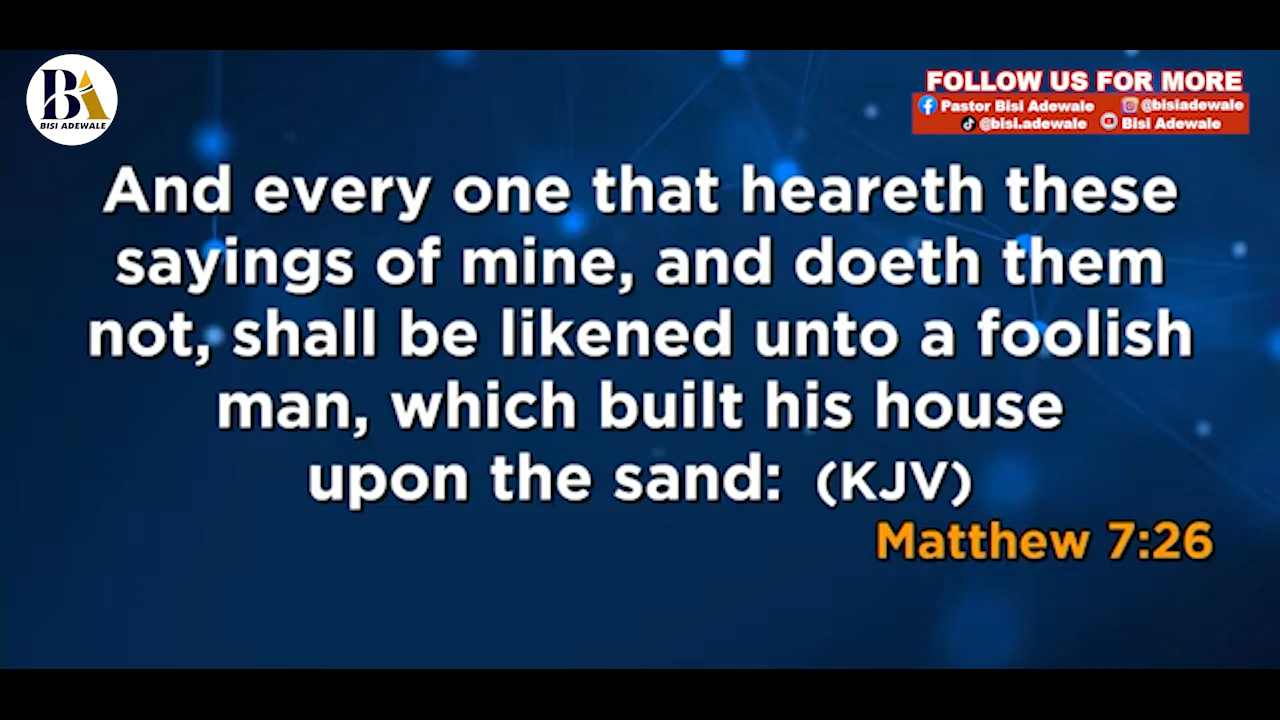 BA
BISI ADEWALE
FOLLOW US FOR MORE
Pastor Bisi Adewale @bisiadewale
@bisi.adewale Bisi Adewale
And every one that heareth these
sayings of mine, and doeth them
not, shall be likened unto a foolish
man, which built his house
upon the sand: (KJV)
Matthew 7:26